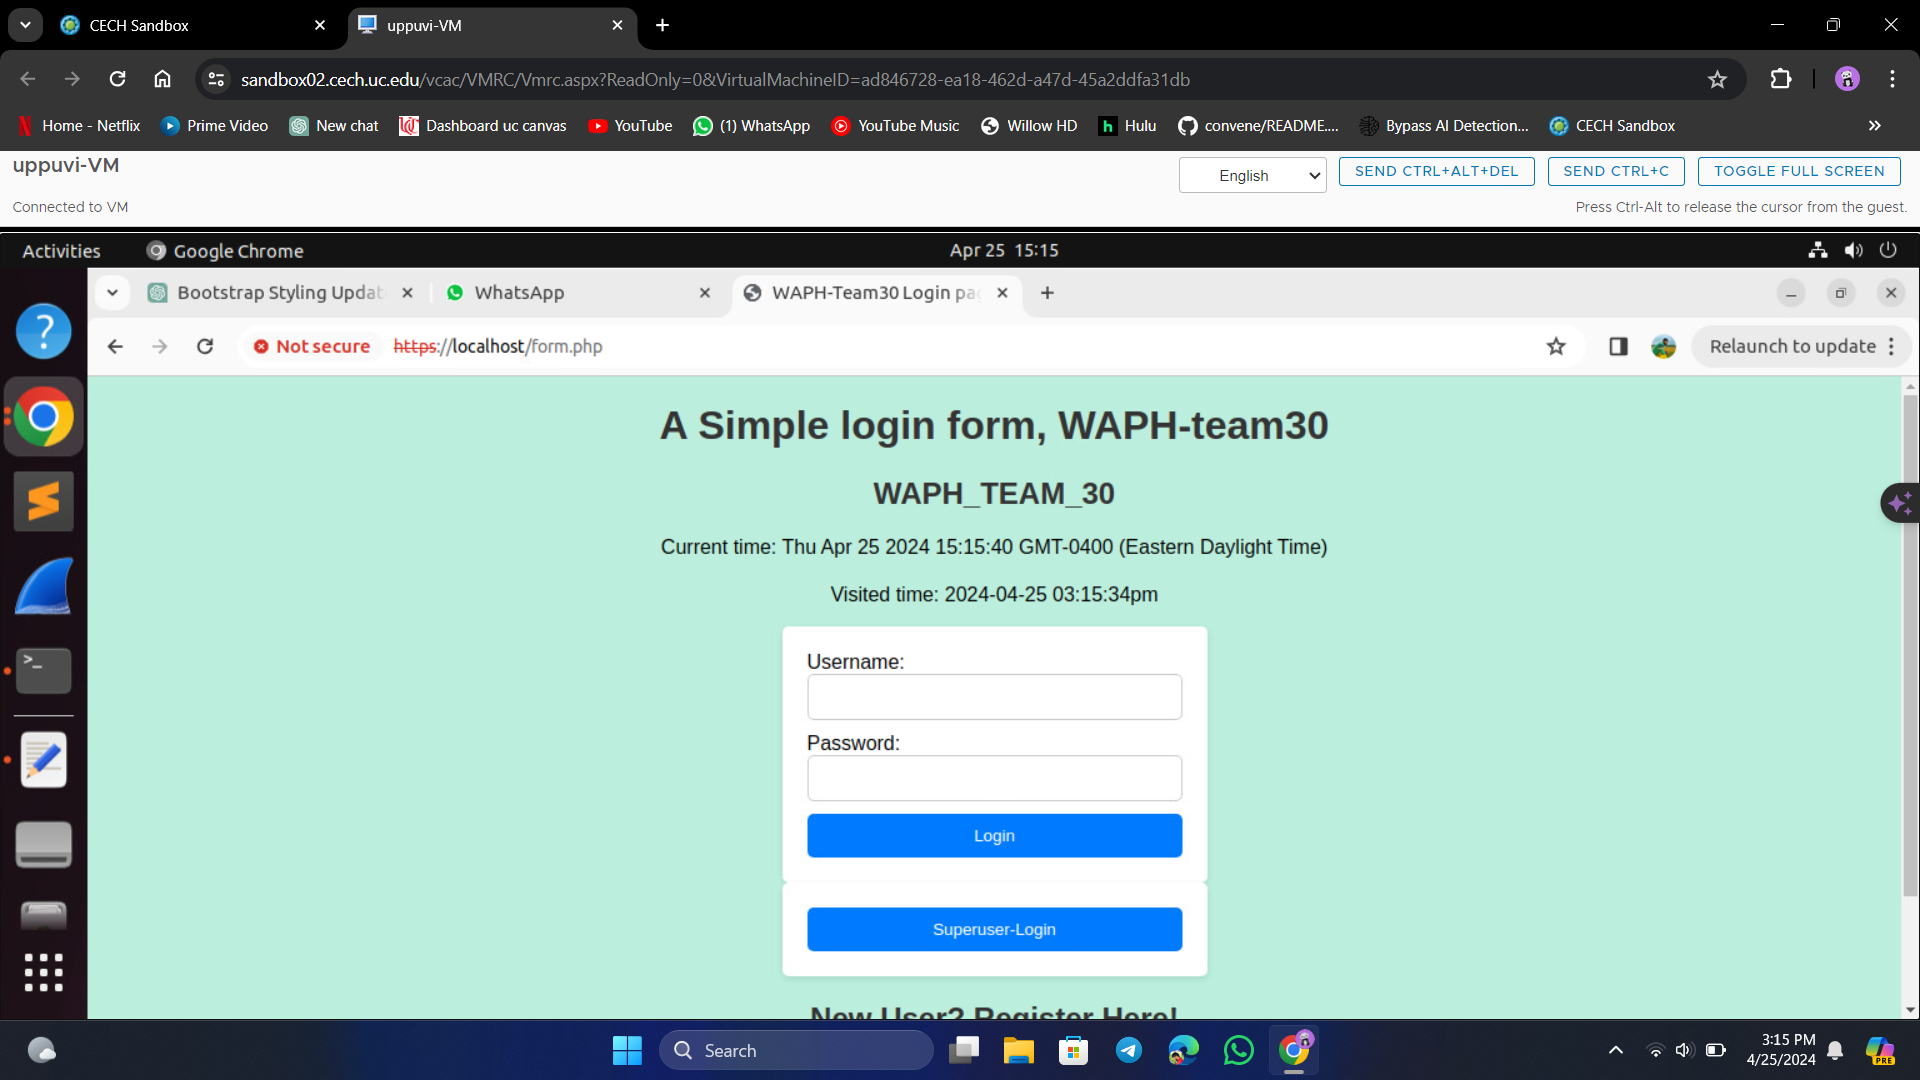 CECH Sandbox
uppuvi-VM
sandbox02.cech.uc.edu/vcac/VMRC/Vmrc.aspx?ReadOnly=0&VirtualMachineID=ad846728-ea18-462d-a47d-45a2ddfa31db
Home - Netflix
Prime Video
New chat
Dashboard uc canvas
YouTube
(1) WhatsApp
YouTube Music
Willow HD
h
Hulu
convene/README....
Bypass AI Detection...
CECH Sandbox
uppuvi-VM
English
SEND CTRL+ALT+DEL
SEND CTRL+C
TOGGLE FULL SCREEN
Connected to VM
Press Ctrl-Alt to release the cursor from the guest.
Activities
Google Chrome
Apr 25 15:15
Bootstrap Styling Updat
WhatsApp
WAPH-Team30 Login pa
Not secure
https://localhost/form.php
Relaunch to update
A Simple login form, WAPH-team30
WAPH_TEAM_30
Current time: Thu Apr 25 2024 15:15:40 GMT-0400 (Eastern Daylight Time)
Visited time: 2024-04-25 03:15:34pm
Username:
Password:
Login
Superuser-Login
New User? Register Here!
Search
3:15 PM
4/25/2024
PRE